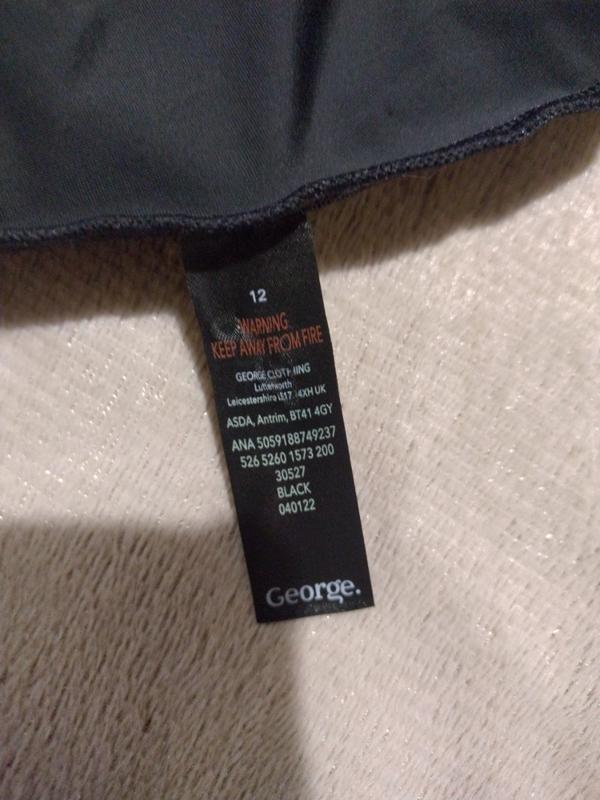 12
WARNING
KEEP AWAY FROM FIRE
GEORGE CLOTHING
Lutterworth
Leicestershire LE17 4XH UK
ASDA, Antrim, BT41 4GY
ANA 5059188749237
526 5260 1573 200
30527
BLACK
040122
George.